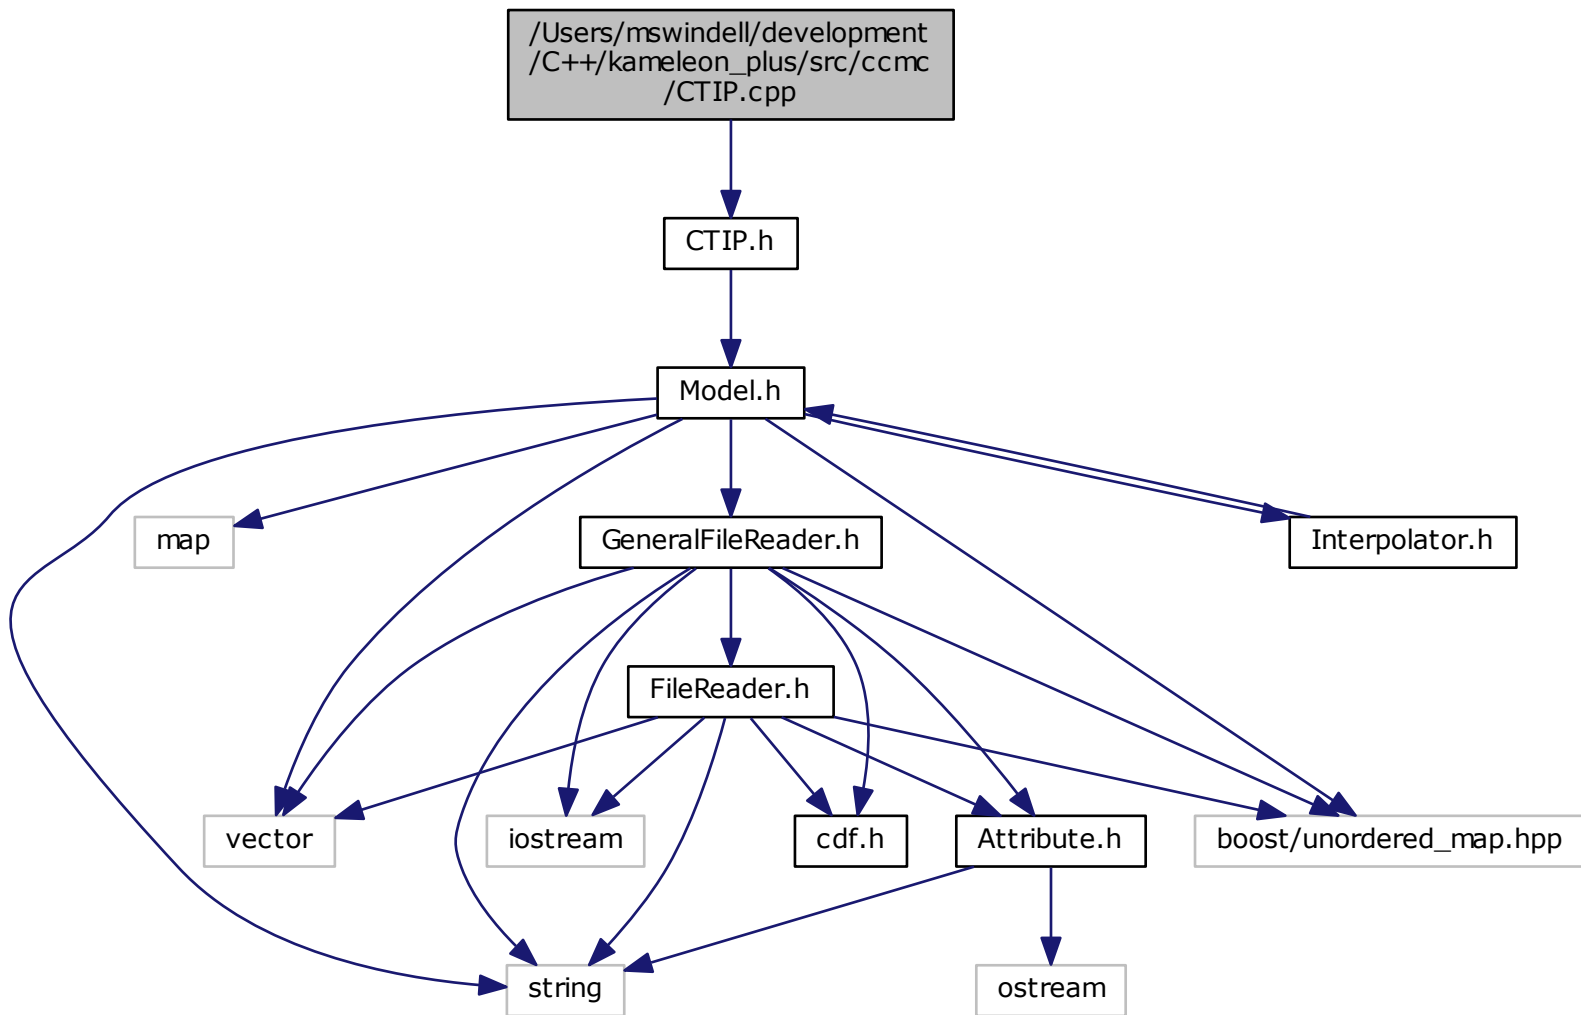 /Users/mswindell/development
/C++/kameleon_plus/src/ccmc
/CTIP.cpp
CTIP.h
Model.h
map
GeneralFileReader.h
Interpolator.h
FileReader.h
vector
iostream
cdf.h
Attribute.h
boost/unordered_map.hpp
string
ostream